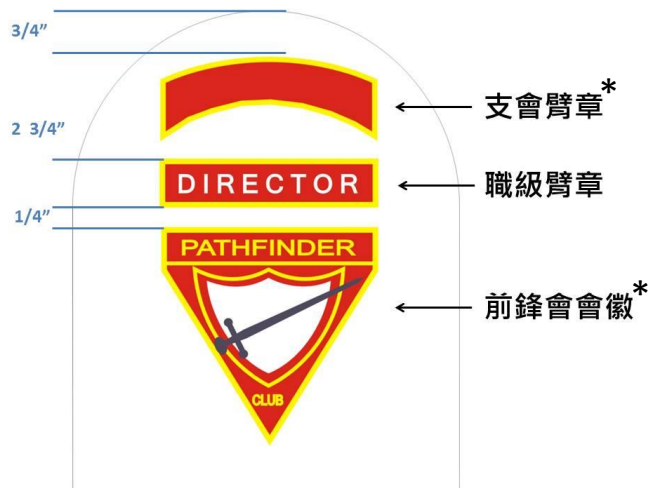 3/4”
支會臂章*
2 3/4”
DIRECTOR
職級臂章
1/4”
PATHFINDER
前鋒會會徽*
CLUB